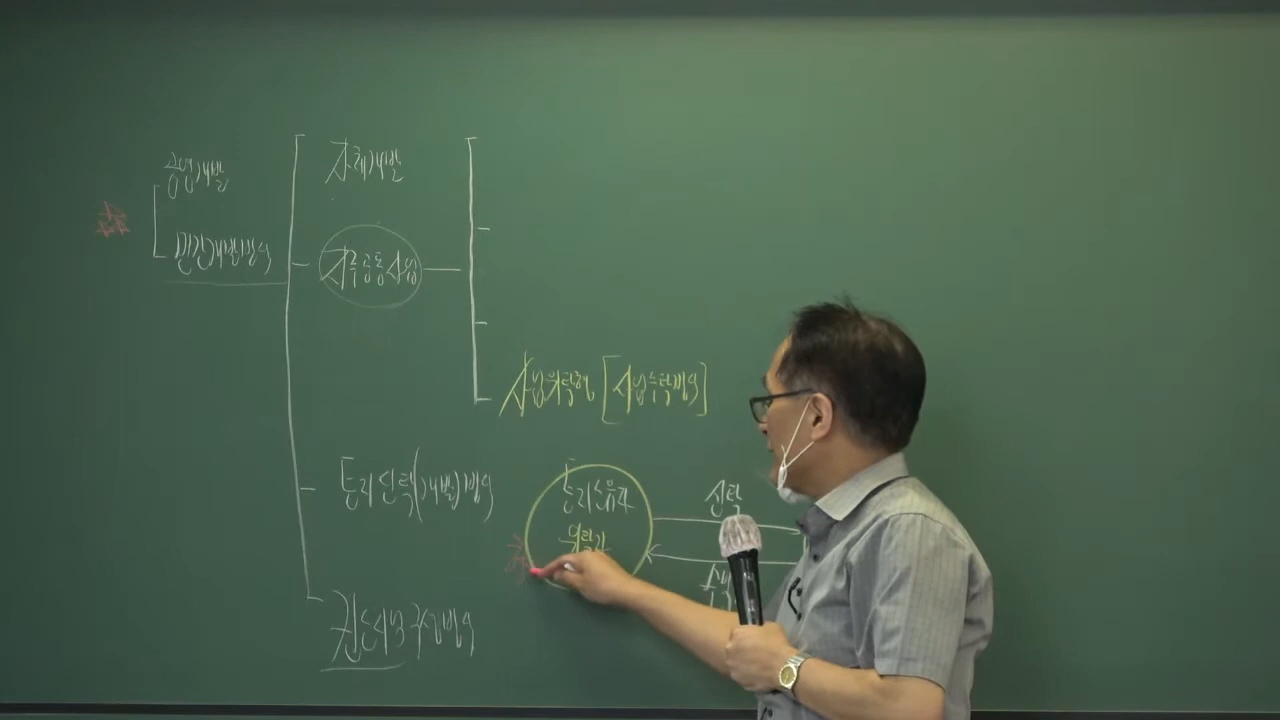 공영개발
민간개발방식
자체개발
지주공동사업
사업위탁형 [사업수탁방식]
토지신탁(개발)방식
토지소유자
위탁자
신탁
컨소시엄구성방식